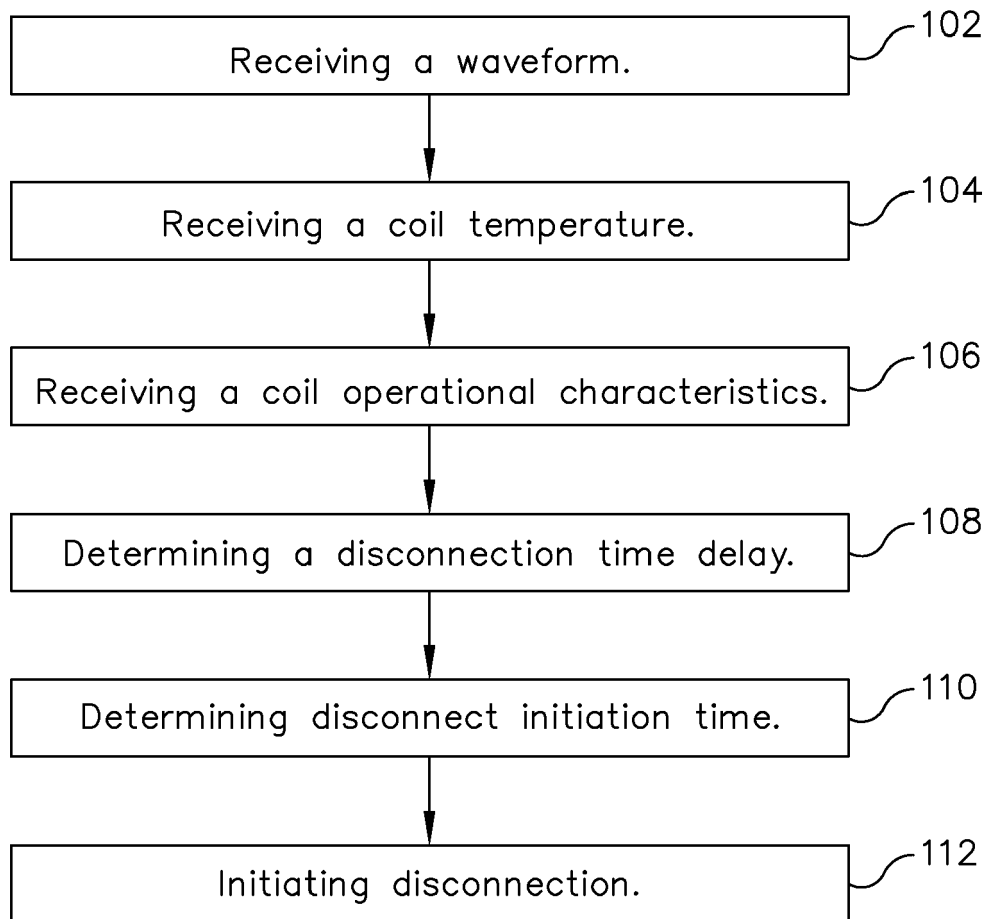 Receiving a waveform.
102
Receiving a coil temperature.
104
Receiving a coil operational characteristics.
106
Determining a disconnection time delay.
108
Determining disconnect initiation time.
110
Initiating disconnection.
112